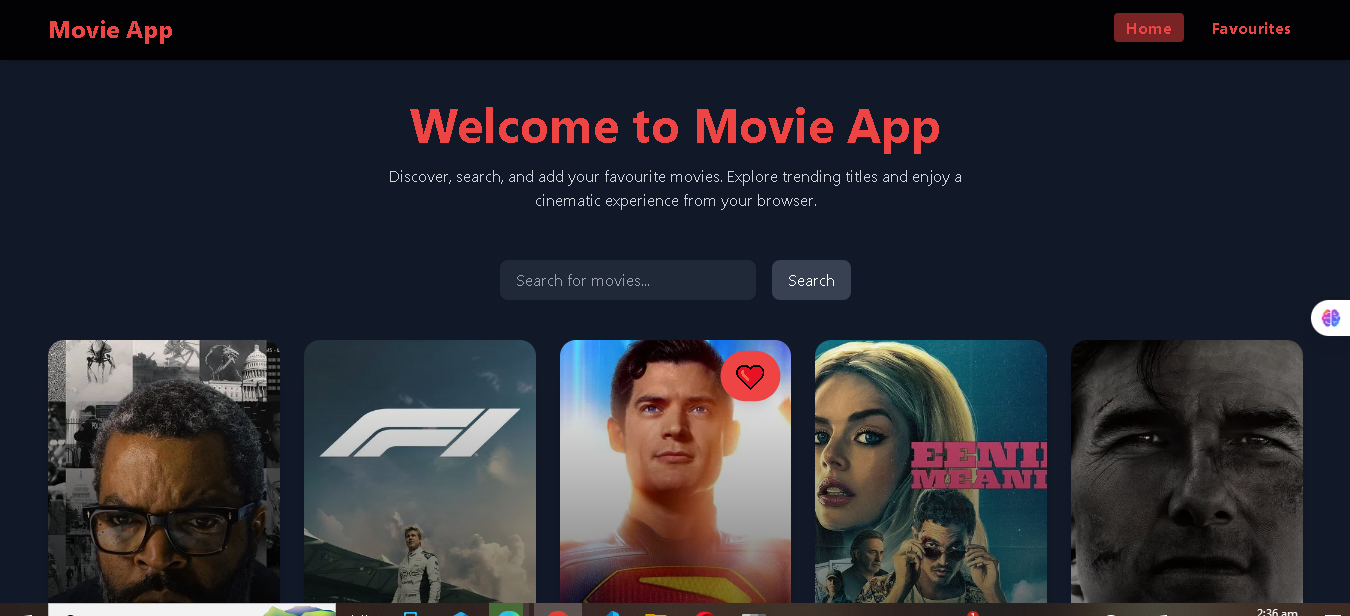 Movie App
Home
Favourites
Welcome to Movie App
Discover, search, and add your favourite movies. Explore trending titles and enjoy a
cinematic experience from your browser.
Search for movies...
Search
F1
EENI
MEANI
2:36 am